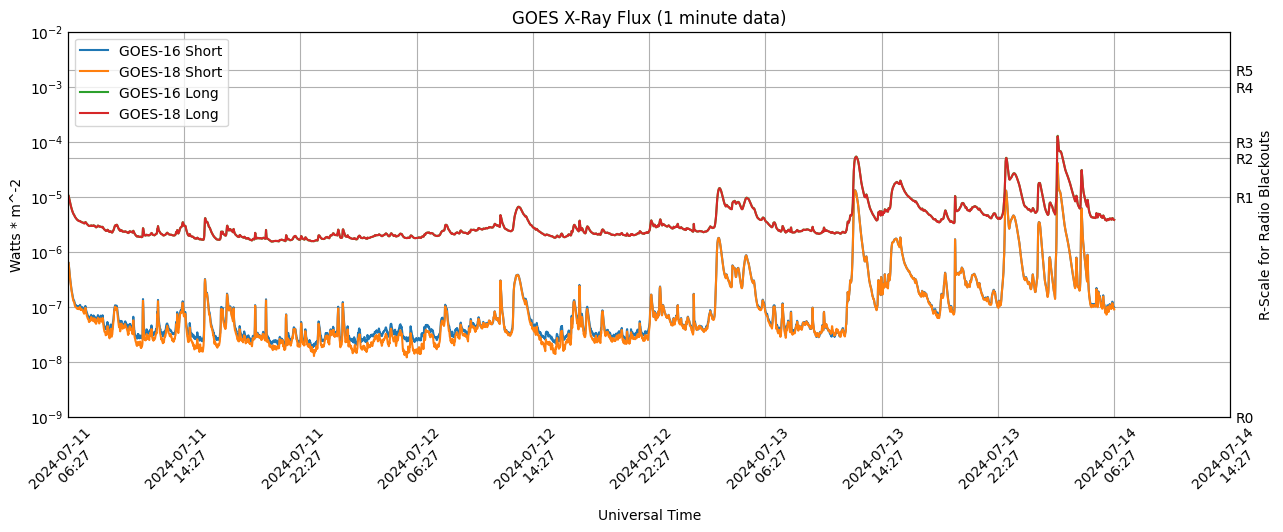 GOES X-Ray Flux (1 minute data)
GOES-16 Short
GOES-18 Short
GOES-16 Long
GOES-18 Long
10^-2
10^-3
10^-4
10^-5
10^-6
10^-7
10^-8
10^-9
Watts * m^-2
R5
R4
R3
R2
R1
R0
R-Scale for Radio Blackouts
2024-07-11
06:27
2024-07-11
14:27
2024-07-11
22:27
2024-07-12
06:27
2024-07-12
14:27
2024-07-12
22:27
2024-07-13
06:27
2024-07-13
14:27
2024-07-13
22:27
2024-07-14
06:27
2024-07-14
14:27
Universal Time